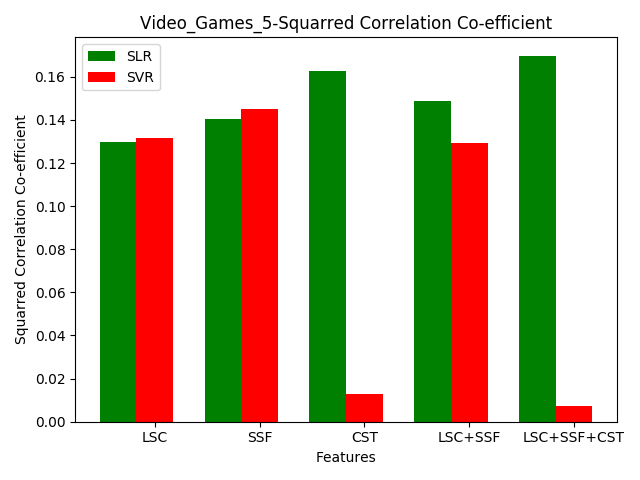 Video_Games_5-Squarred Correlation Co-efficient
SLR
SVR
Squarred Correlation Co-efficient
0.16
0.14
0.12
0.10
0.08
0.06
0.04
0.02
0.00
LSC
SSF
CST
LSC+SSF
LSC+SSF+CST
Features